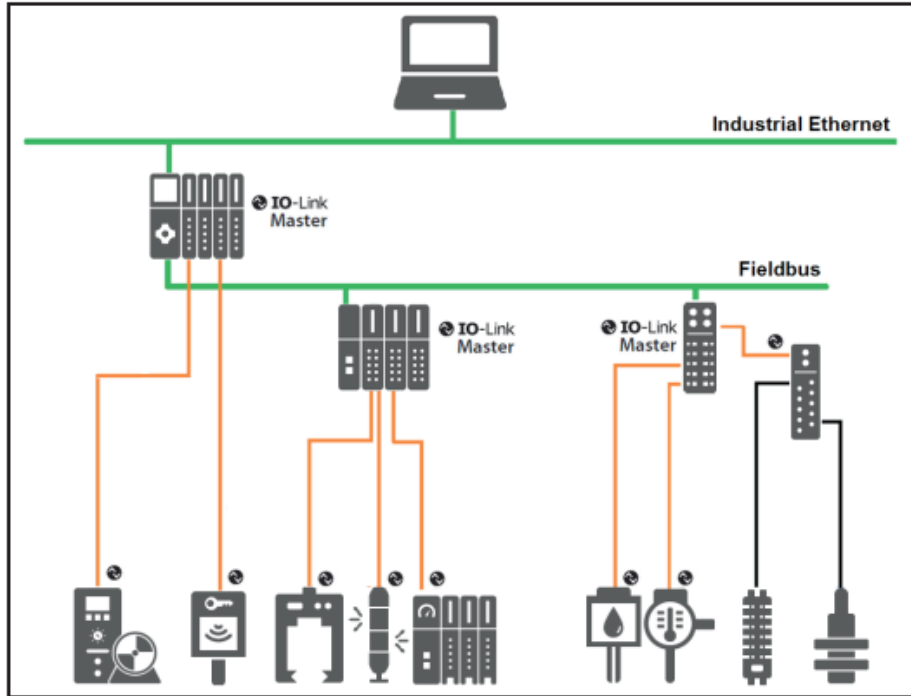 Industrial Ethernet
IO-Link
Master
Fieldbus
IO-Link
Master
IO-Link
Master